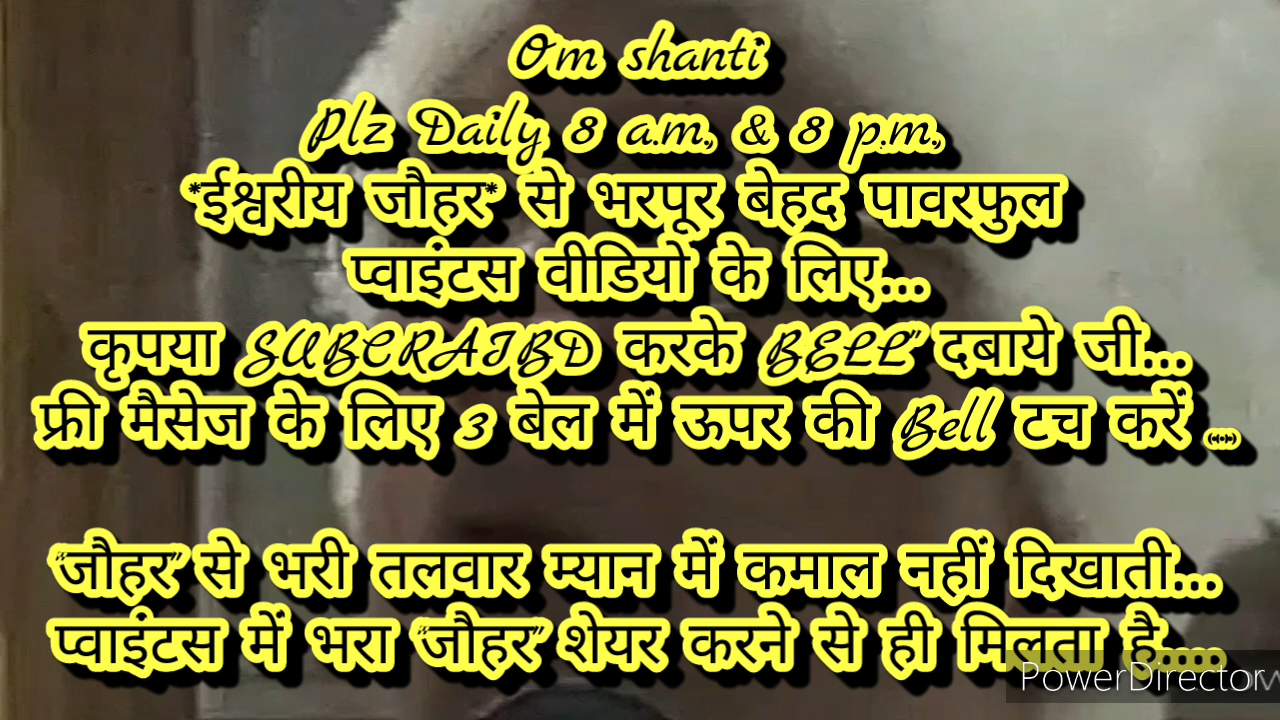 Om shanti
Plz Daily 8 a.m, & 8 p.m,
*ईश्वरीय जौहर* से भरपूर बेहद पावरफुल
प्वाइंटस वीडियो के लिए...
कृपया SUBCRAIBD करके BELL" दबाये जी...
फ्री मैसेज के लिए 3 बेल में ऊपर की Bell टच करें
"जौहर" से भरी तलवार म्यान में कमाल नहीं दिखाती...
प्वाइंटस में भरा "जौहर" शेयर करने से ही मिलता है....
PowerDirector